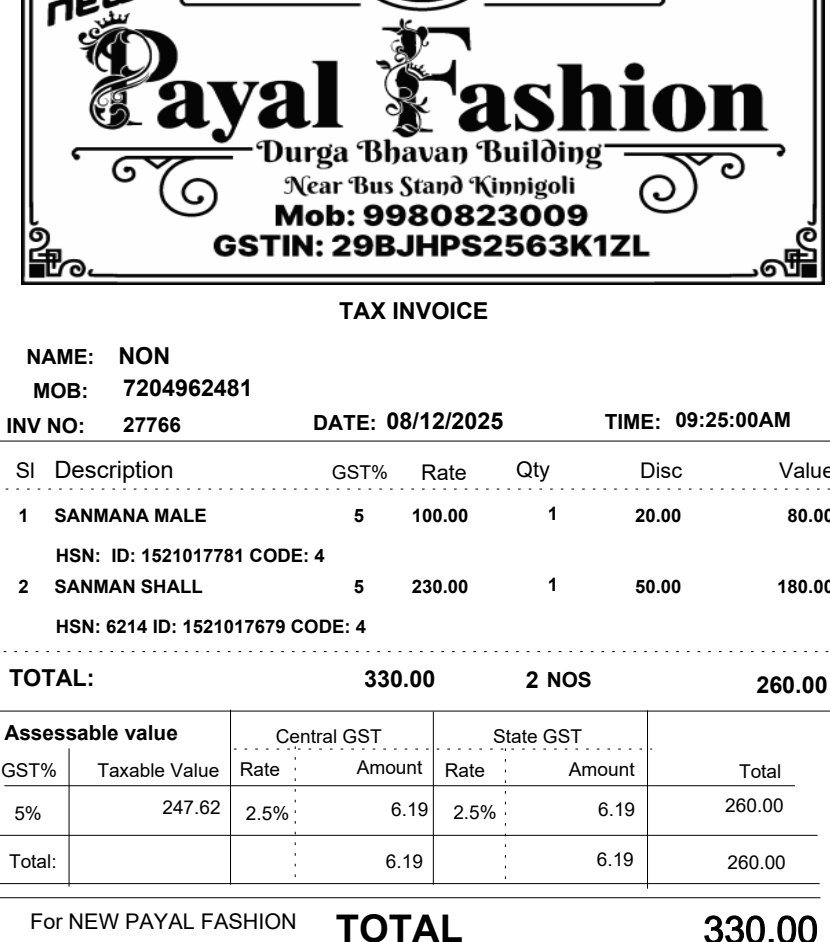 new
Payal Fashion
Durga Bhavan Building
Near Bus Stand Kinnigoli
Mob: 9980823009
GSTIN: 29BJHPS2563K1ZL
TAX INVOICE
NAME: NON
MOB: 7204962481
INV NO: 27766 DATE: 08/12/2025 TIME: 09:25:00AM
Sl Description GST% Rate Qty Disc Value
1 SANMANA MALE 5 100.00 1 20.00 80.00
HSN: ID: 1521017781 CODE: 4
2 SANMAN SHALL 5 230.00 1 50.00 180.00
HSN: 6214 ID: 1521017679 CODE: 4
TOTAL: 330.00 2 NOS 260.00
Assessable value Central GST State GST
GST% Taxable Value Rate Amount Rate Amount Total
5% 247.62 2.5% 6.19 2.5% 6.19 260.00
Total: 6.19 6.19 260.00
For NEW PAYAL FASHION TOTAL 330.00